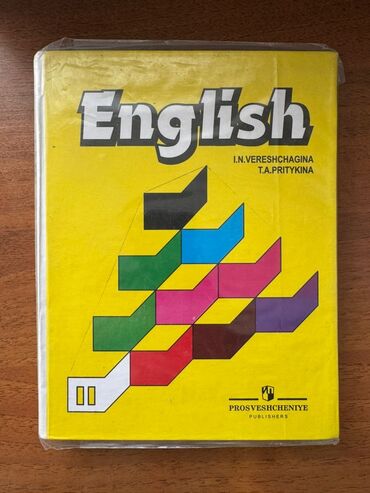 English
I.N.VERESHCHAGINA
T.A.PRITYKINA
II
PROSVESHCHENIYE
PUBLISHERS